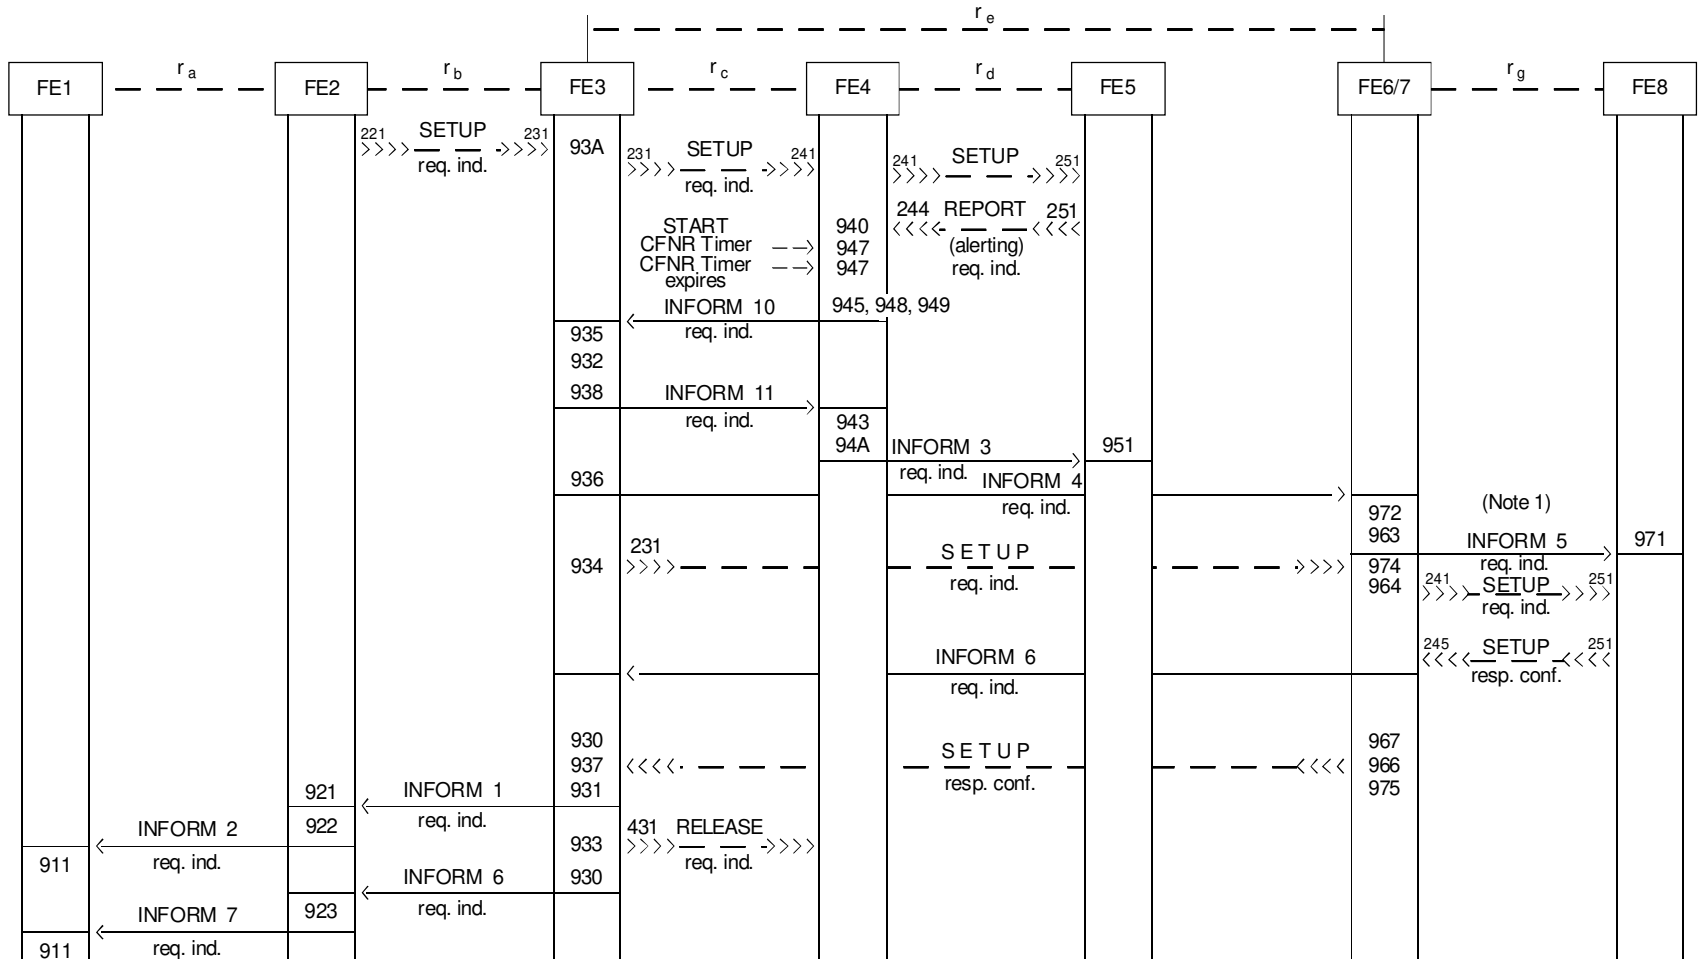 r e
r a
r b
r c
r d
r g
FE1
FE2
FE3
FE4
FE5
FE6/7
FE8
221 SETUP 231
req. ind.
93A
231 SETUP 241
req. ind.
241 SETUP 251
244 REPORT 251
(alerting)
req. ind.
START
CFNR Timer
CFNR Timer
expires
940
947
947
INFORM 10
req. ind.
945, 948, 949
935
932
938
INFORM 11
req. ind.
943
94A
INFORM 3
req. ind.
951
936
INFORM 4
req. ind.
972
963
(Note 1)
INFORM 5
req. ind.
971
934
231
SETUP
req. ind.
974
964
241 SETUP 251
req. ind.
245 SETUP 251
resp. conf.
INFORM 6
req. ind.
930
937
931
SETUP
resp. conf.
967
966
975
921
INFORM 1
req. ind.
922
INFORM 2
req. ind.
911
933
431 RELEASE
req. ind.
930
INFORM 6
req. ind.
923
INFORM 7
req. ind.
911